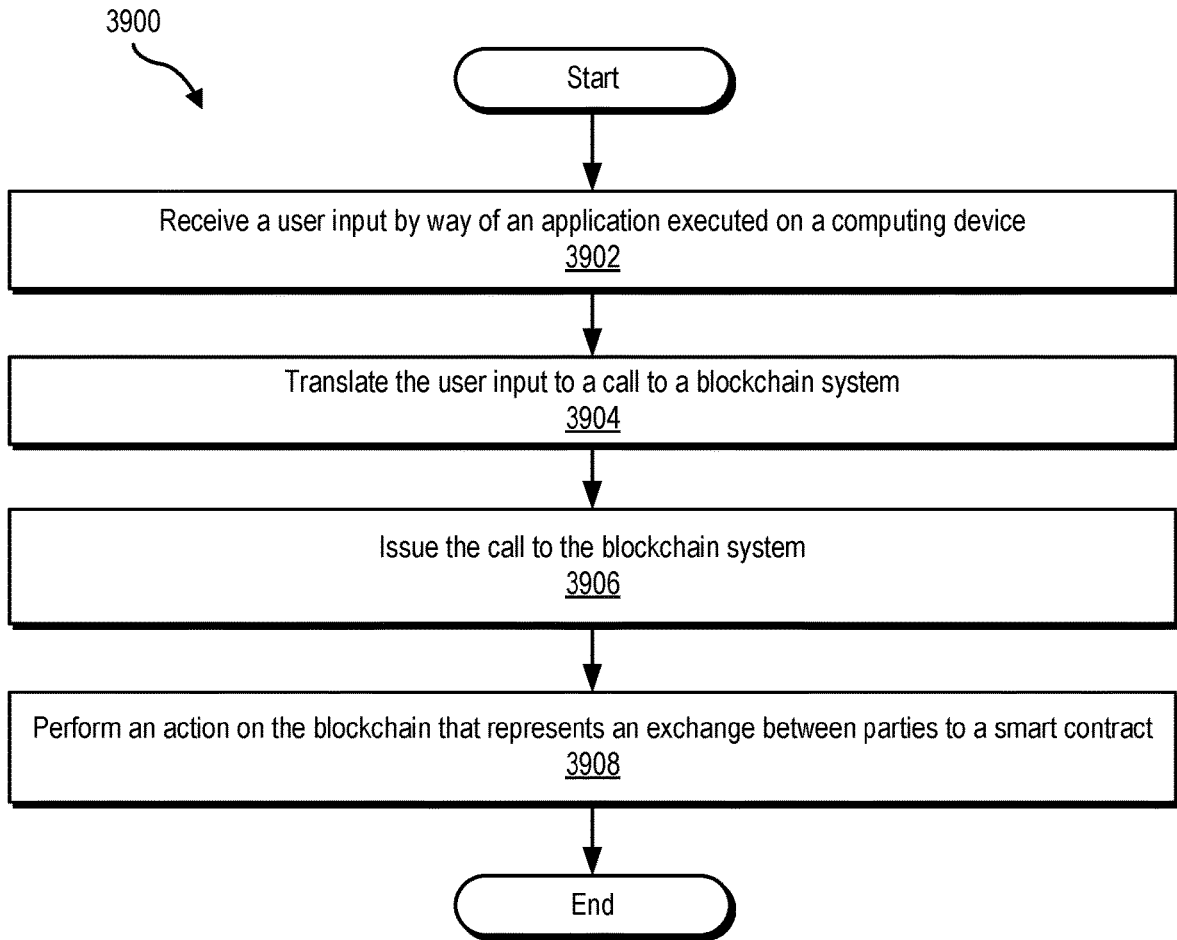 3900
Start
Receive a user input by way of an application executed on a computing device
3902
Translate the user input to a call to a blockchain system
3904
Issue the call to the blockchain system
3906
Perform an action on the blockchain that represents an exchange between parties to a smart contract
3908
End